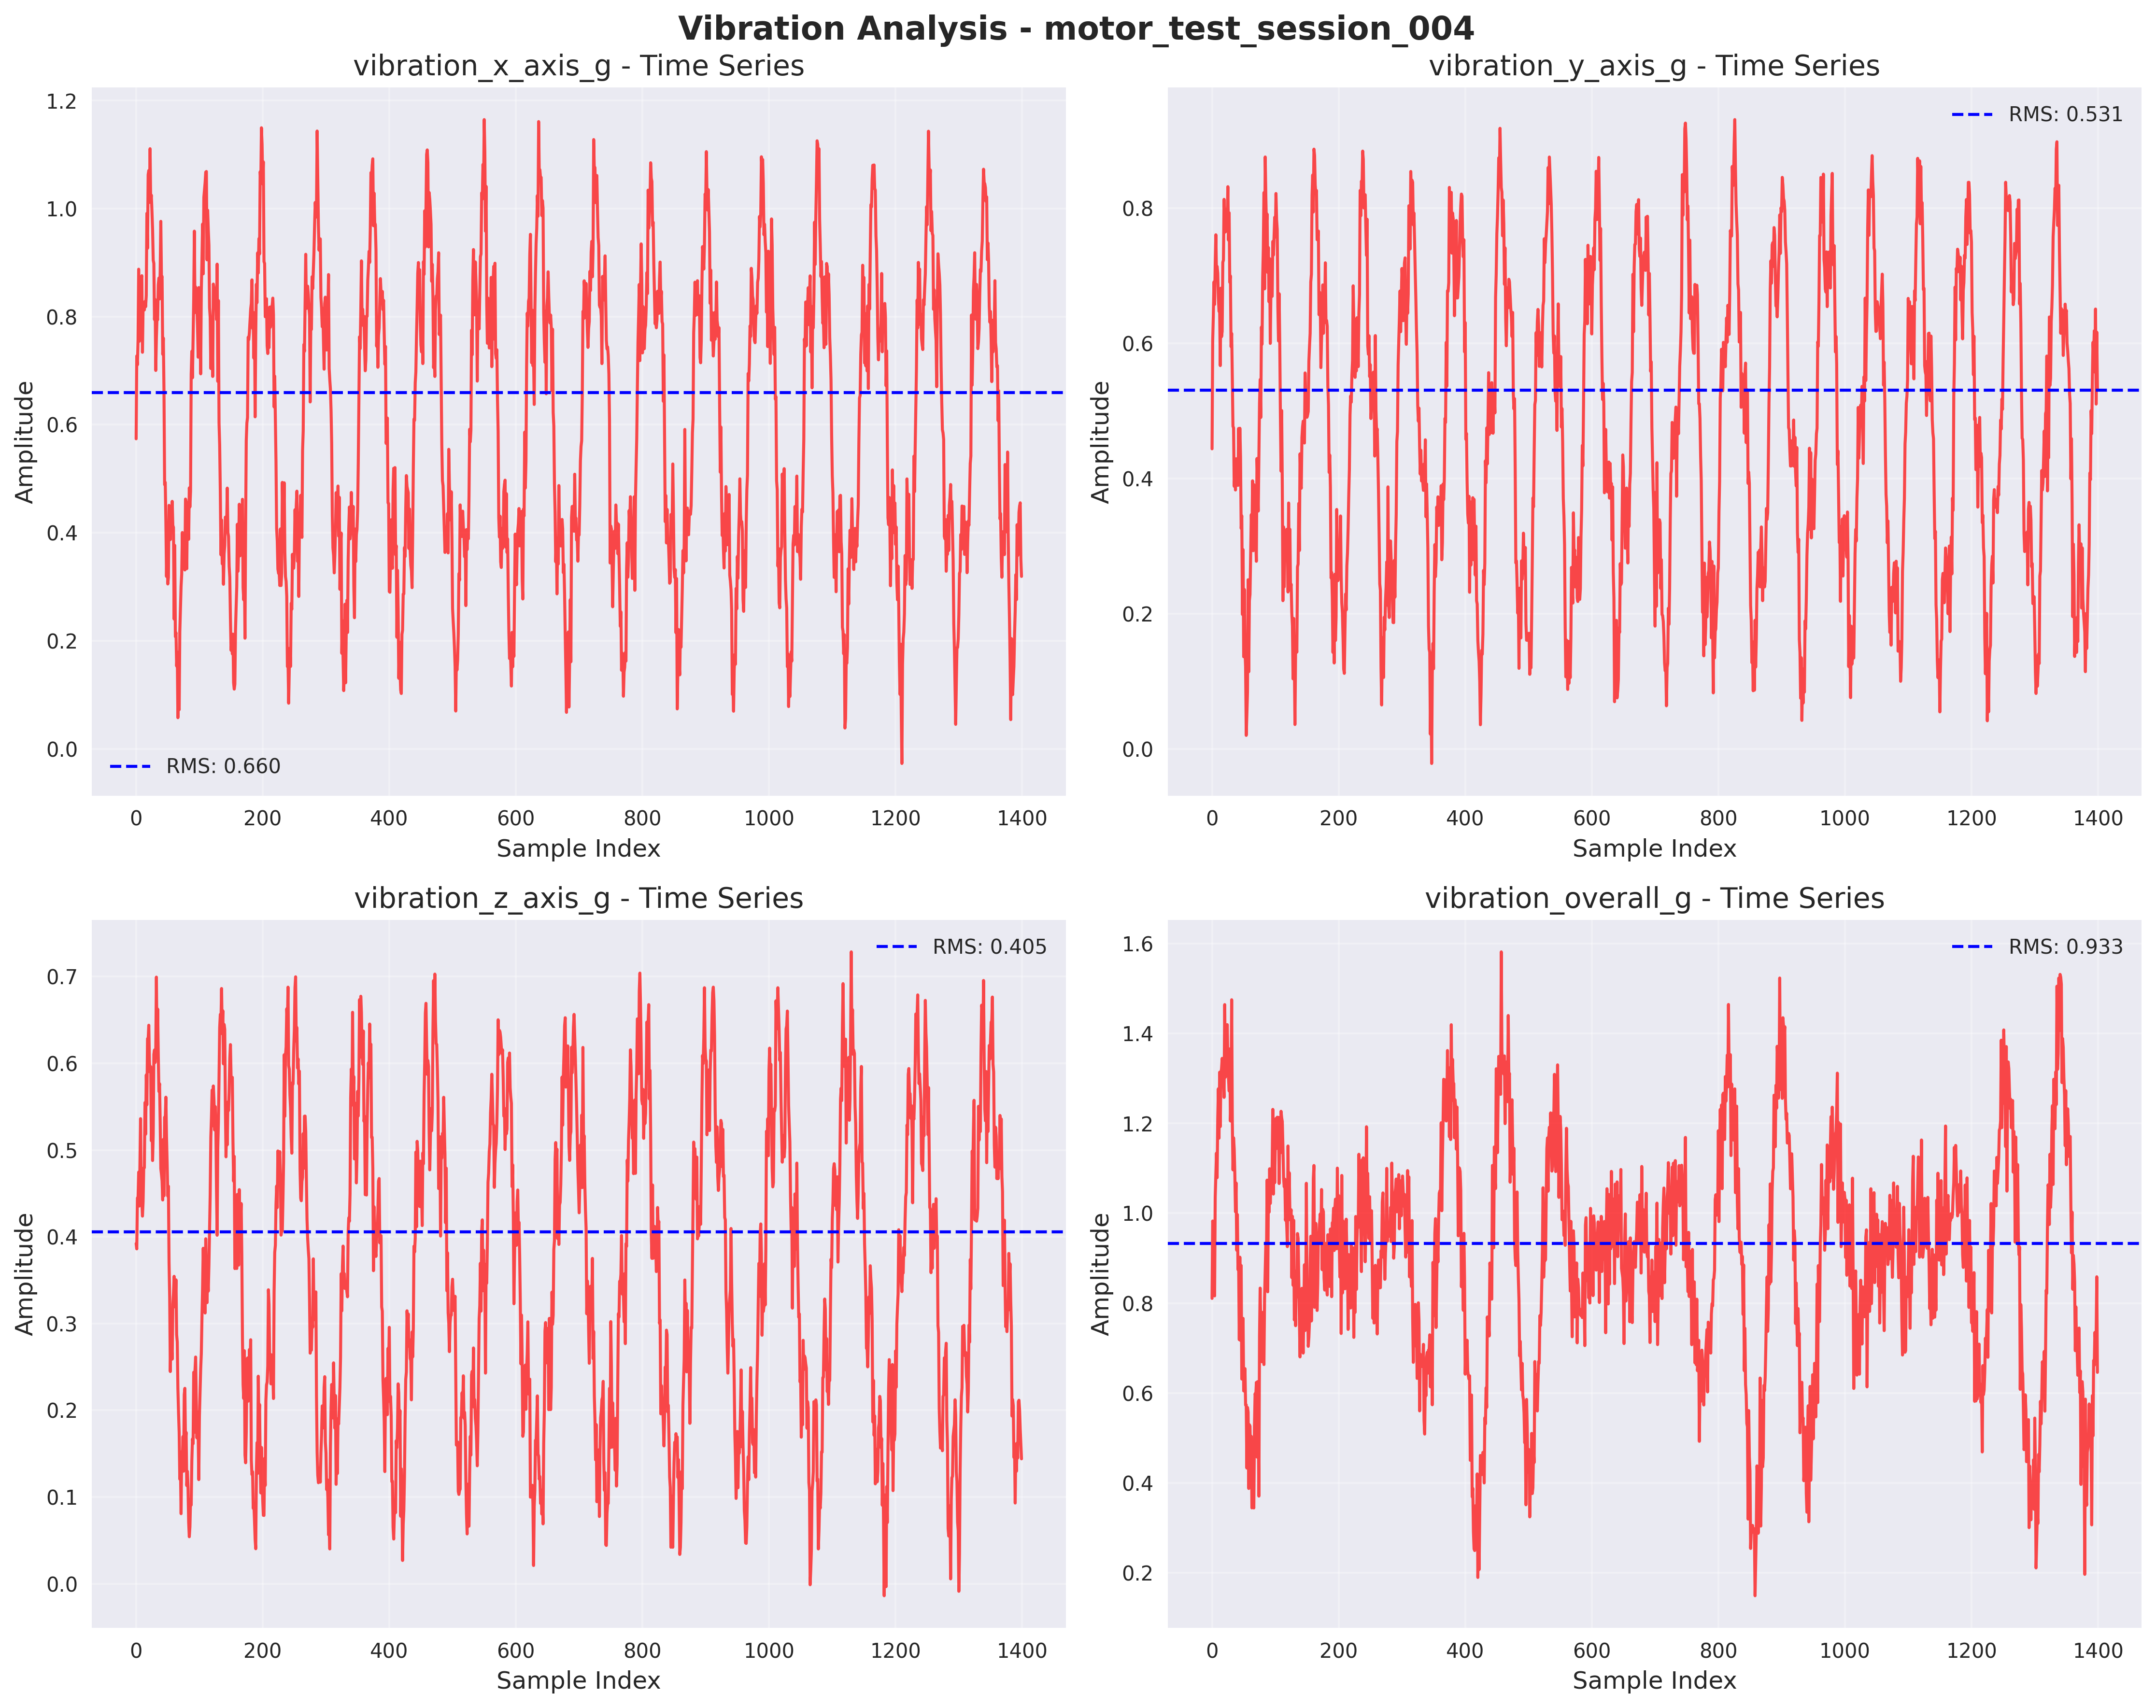 Vibration Analysis - motor_test_session_004
vibration_x_axis_g - Time Series
Amplitude
1.2
1.0
0.8
0.6
0.4
0.2
0.0
RMS: 0.660
0 200 400 600 800 1000 1200 1400
Sample Index
vibration_y_axis_g - Time Series
Amplitude
RMS: 0.531
0.8
0.6
0.4
0.2
0.0
0 200 400 600 800 1000 1200 1400
Sample Index
vibration_z_axis_g - Time Series
Amplitude
RMS: 0.405
0.7
0.6
0.5
0.4
0.3
0.2
0.1
0.0
0 200 400 600 800 1000 1200 1400
Sample Index
vibration_overall_g - Time Series
Amplitude
RMS: 0.933
1.6
1.4
1.2
1.0
0.8
0.6
0.4
0.2
0 200 400 600 800 1000 1200 1400
Sample Index